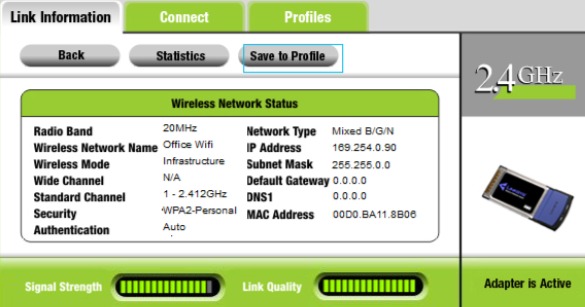 Link Information Connect Profiles
Back Statistics Save to Profile
2.4GHz
Wireless Network Status
Radio Band 20MHz Network Type Mixed B/G/N
Wireless Network Name Office Wifi IP Address 169.254.0.90
Wireless Mode Infrastructure Subnet Mask 255.255.0.0
Wide Channel N/A Default Gateway 0.0.0.0
Standard Channel 1 - 2.412GHz DNS1 0.0.0.0
Security WPA2-Personal MAC Address 00D0.BA11.8B06
Authentication Auto
Signal Strength Link Quality Adapter is Active